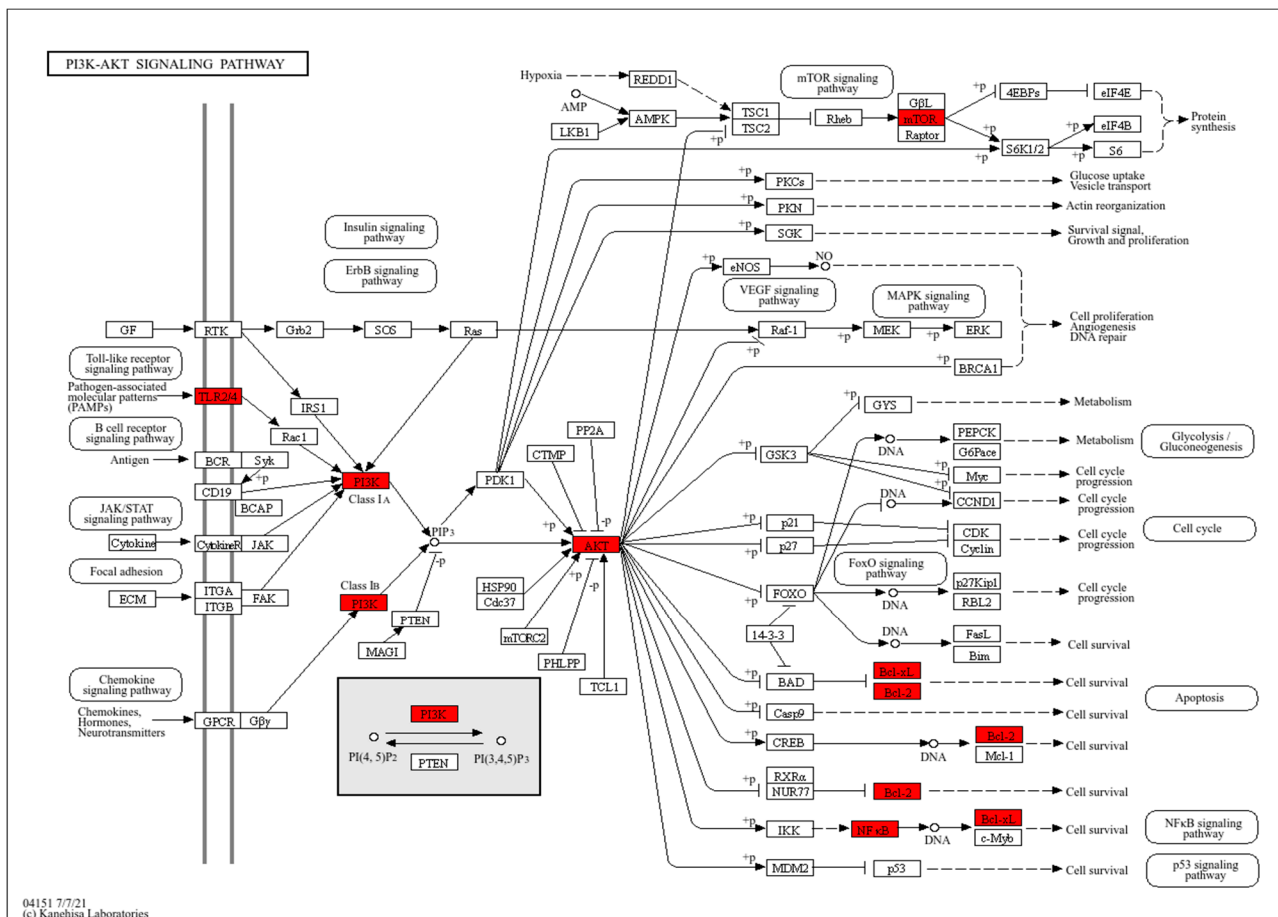 PI3K-AKT SIGNALING PATHWAY
Hypoxia
REDD1
mTOR signaling
pathway
AMP
LKB1
AMPK
TSC1
TSC2
+p
Rheb
GβL
mTOR
Raptor
+p
4EBPs
eIF4E
+p
+p
S6K1/2
+p
eIF4B
+p
S6
Protein
synthesis
+p
PKCs
Glucose uptake
Vesicle transport
+p
PKN
Actin reorganization
+p
SGK
Survival signal,
Growth and proliferation
Insulin signaling
pathway
ErbB signaling
pathway
+p
eNOS
NO
VEGF signaling
pathway
MAPK signaling
pathway
GF
RTK
Grb2
SOS
Ras
Raf-1
+p
+p
MEK
+p
ERK
Cell proliferation
Angiogenesis
DNA repair
+p
BRCA1
Toll-like receptor
signaling pathway
Pathogen-associated
molecular patterns
(PAMPs)
TLR2/4
IRS1
Rac1
B cell receptor
signaling pathway
Antigen
BCR
Syk
+p
CD19
BCAP
PI3K
Class IA
JAK/STAT
signaling pathway
Cytokine
CytokineR
JAK
Focal adhesion
ECM
ITGA
ITGB
FAK
Class IB
PI3K
PIP3
-p
PTEN
MAGI
PDK1
CTMP
PP2A
+p
-p
AKT
HSP90
Cdc37
+p
-p
mTORC2
PHLPP
TCL1
+p
GYS
Metabolism
+p
GSK3
DNA
PEPCK
G6Pace
Metabolism
Glycolysis /
Gluconeogenesis
+p
Myc
Cell cycle
progression
+p
DNA
CCND1
Cell cycle
progression
+p
p21
+p
p27
CDK
Cyclin
Cell cycle
progression
Cell cycle
FoxO signaling
pathway
+p
FOXO
DNA
p27Kip1
RBL2
Cell cycle
progression
14-3-3
DNA
FasL
Bim
Cell survival
+p
BAD
Bcl-xL
Bcl-2
Cell survival
Apoptosis
+p
Casp9
Cell survival
+p
CREB
DNA
Bcl-2
Mcl-1
Cell survival
+p
RXRα
NUR77
Bcl-2
Cell survival
+p
IKK
NFκB
DNA
Bcl-xL
c-Myb
Cell survival
NFκB signaling
pathway
+p
MDM2
p53
Cell survival
p53 signaling
pathway
Chemokine
signaling pathway
Chemokines,
Hormones,
Neurotransmitters
GPCR
Gβγ
PI3K
PI(4, 5)P2
PI(3,4,5)P3
PTEN
04151 7/7/21
(c) Kanehisa Laboratories